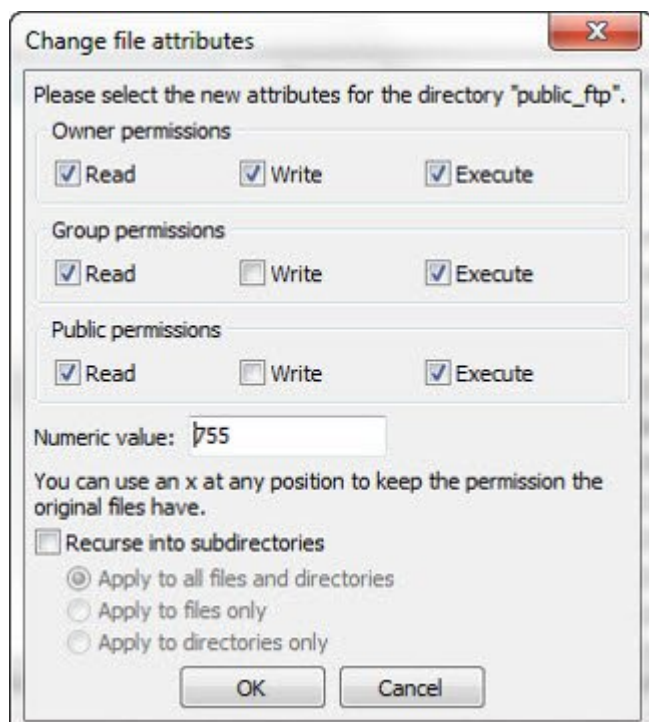 Change file attributes
Please select the new attributes for the directory "public_ftp".
Owner permissions
Read Write Execute
Group permissions
Read Write Execute
Public permissions
Read Write Execute
Numeric value: 755
You can use an x at any position to keep the permission the
original files have.
Recurse into subdirectories
Apply to all files and directories
Apply to files only
Apply to directories only
OK Cancel